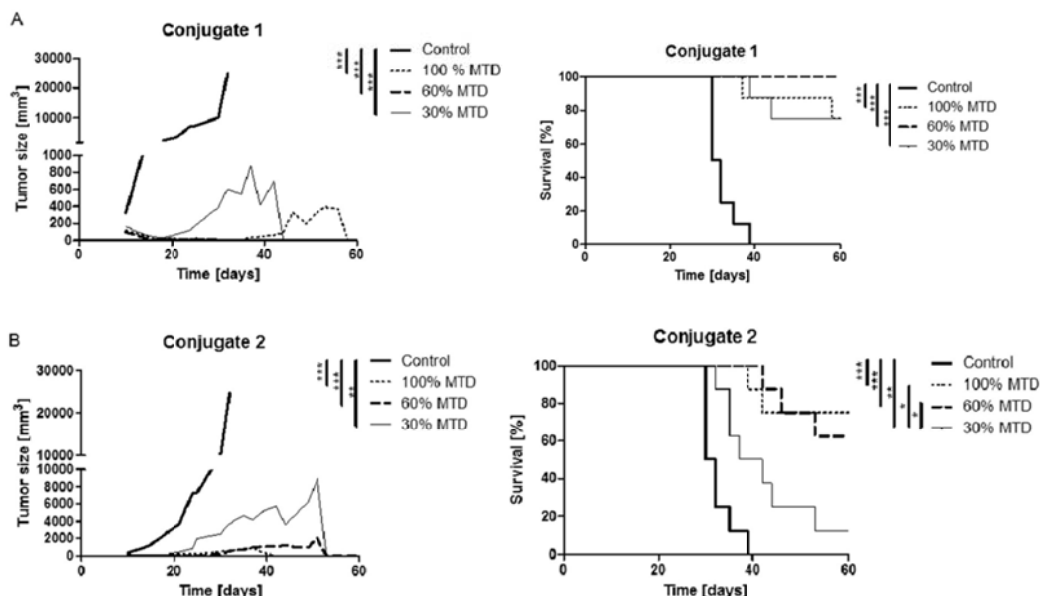 A
Conjugate 1
Tumor size [mm³]
30000
20000
10000
1000
800
600
400
200
0
0 20 40 60
Time [days]
*** *** ***
Control
100 % MTD
60% MTD
30% MTD
Conjugate 1
Survival [%]
100
80
60
40
20
0
0 20 40 60
Time [days]
*** *** ***
Control
100% MTD
60% MTD
30% MTD
B
Conjugate 2
Tumor size [mm³]
30000
20000
10000
10000
8000
6000
4000
2000
0
0 20 40 60
Time [days]
*** *** **
Control
100% MTD
60% MTD
30% MTD
Conjugate 2
Survival [%]
100
80
60
40
20
0
0 20 40 60
Time [days]
*** *** ** * *
Control
100% MTD
60% MTD
30% MTD